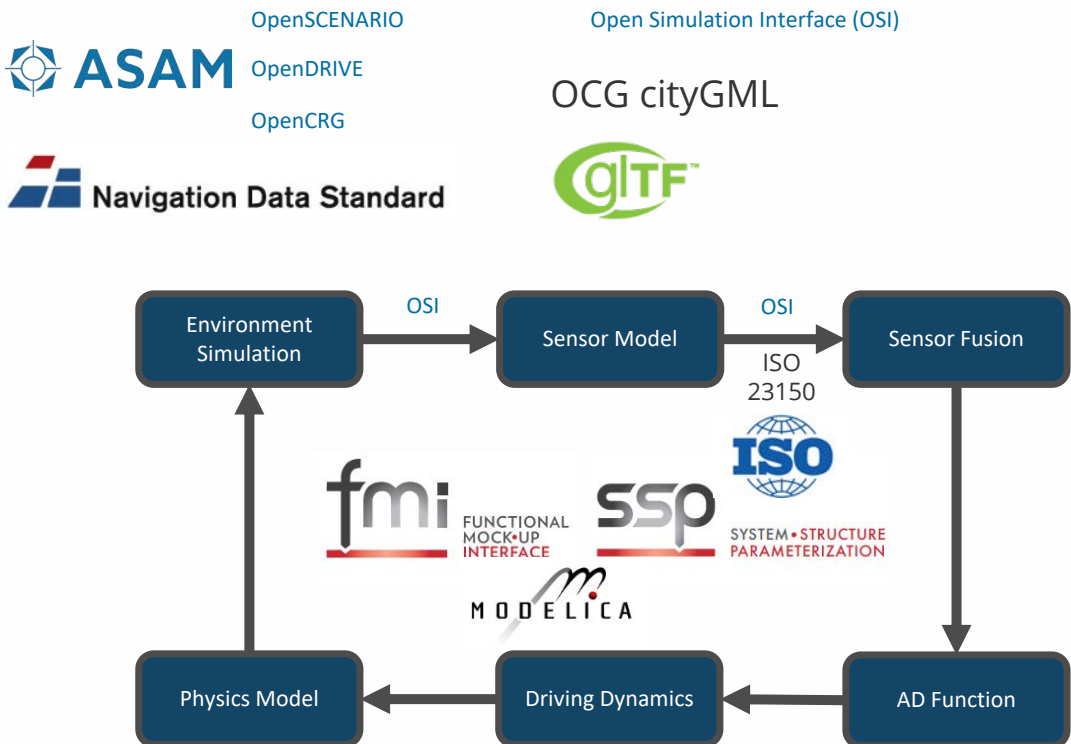 OpenSCENARIO
Open Simulation Interface (OSI)
ASAM
OpenDRIVE
OCG cityGML
OpenCRG
Navigation Data Standard
glTF™
OSI
OSI
Environment
Simulation
Sensor Model
Sensor Fusion
ISO
23150
ISO
fmi
FUNCTIONAL
MOCK•UP
INTERFACE
ssp
SYSTEM•STRUCTURE
PARAMETERIZATION
MODELICA
Physics Model
Driving Dynamics
AD Function